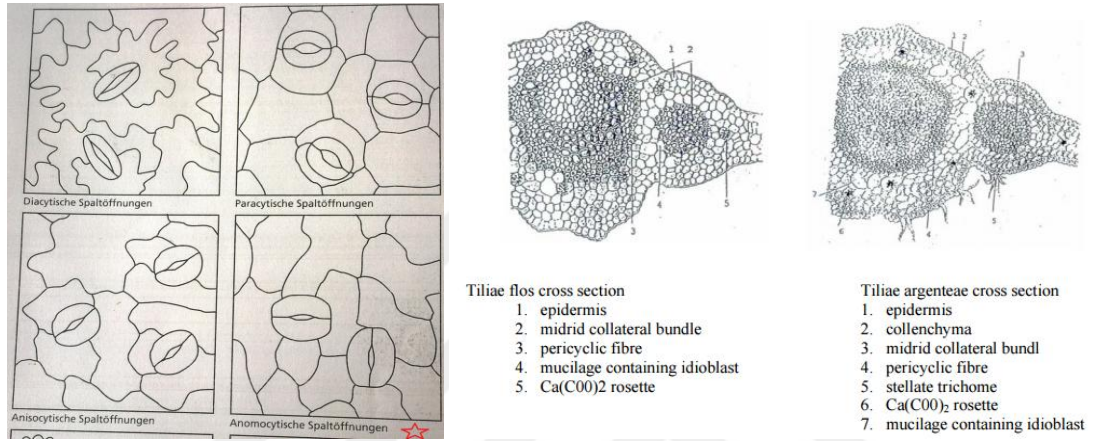 Diacytische Spaltöffnungen
Paracytische Spaltöffnungen
Anisocytische Spaltöffnungen
Anomocytische Spaltöffnungen
1 2
3 4 5
Tiliae flos cross section
1. epidermis
2. midrid collateral bundle
3. pericyclic fibre
4. mucilage containing idioblast
5. Ca(C00)2 rosette
1 2 3
7 6 4 5
Tiliae argenteae cross section
1. epidermis
2. collenchyma
3. midrid collateral bundl
4. pericyclic fibre
5. stellate trichome
6. Ca(C00)₂ rosette
7. mucilage containing idioblast